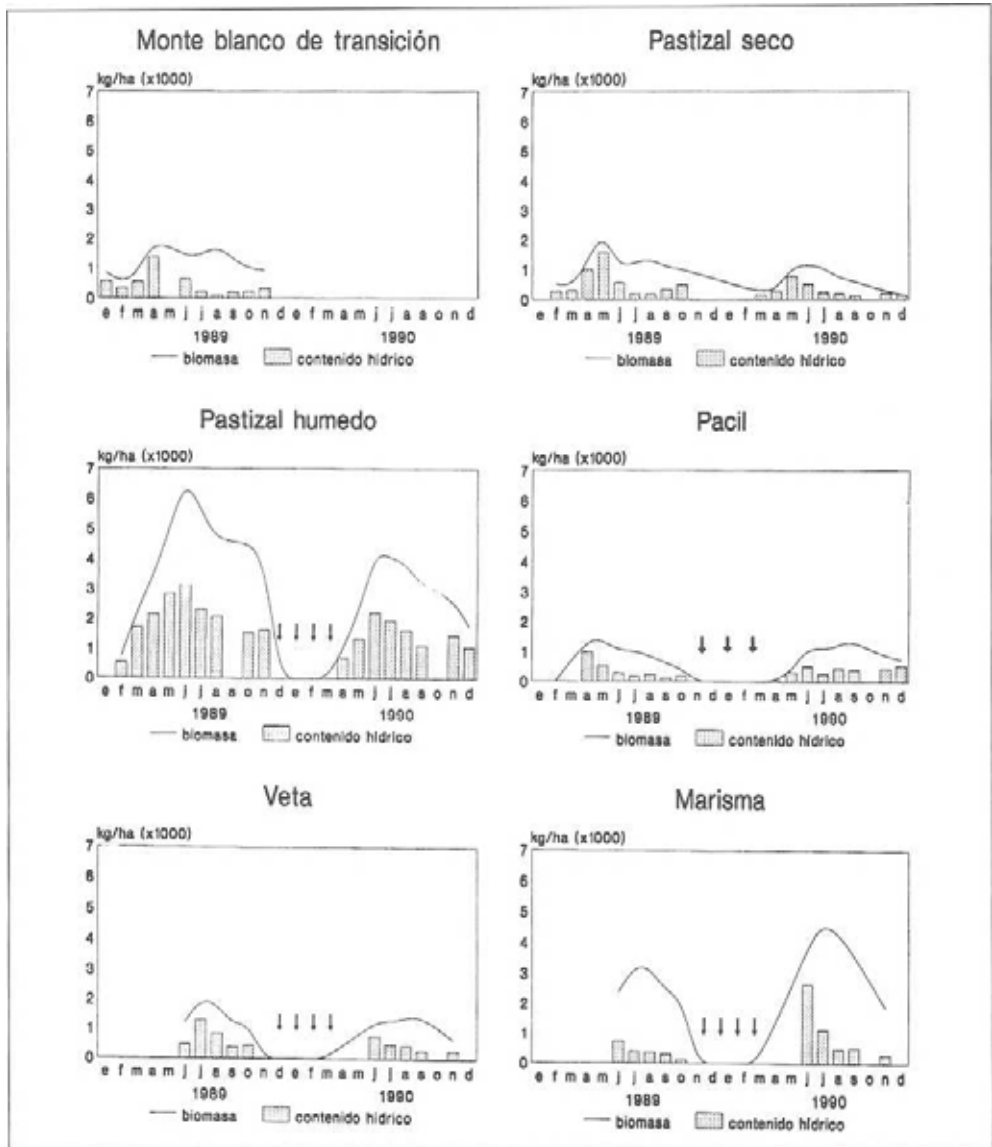 Monte blanco de transición
kg/ha (x1000)
7
6
5
4
3
2
1
0
e f m a m j j a s o n d e f m a m j j a s o n d
1989 1990
biomasa contenido hídrico
Pastizal seco
kg/ha (x1000)
7
6
5
4
3
2
1
0
e f m a m j j a s o n d e f m a m j j a s o n d
1989 1990
biomasa contenido hídrico
Pastizal humedo
kg/ha (x1000)
7
6
5
4
3
2
1
0
e f m a m j j a s o n d e f m a m j j a s o n d
1989 1990
biomasa contenido hídrico
Pacil
kg/ha (x1000)
7
6
5
4
3
2
1
0
e f m a m j j a s o n d e f m a m j j a s o n d
1989 1990
biomasa contenido hídrico
Veta
kg/ha (x1000)
7
6
5
4
3
2
1
0
e f m a m j j a s o n d e f m a m j j a s o n d
1989 1990
biomasa contenido hídrico
Marisma
kg/ha (x1000)
7
6
5
4
3
2
1
0
e f m a m j j a s o n d e f m a m j j a s o n d
1989 1990
biomasa contenido hídrico